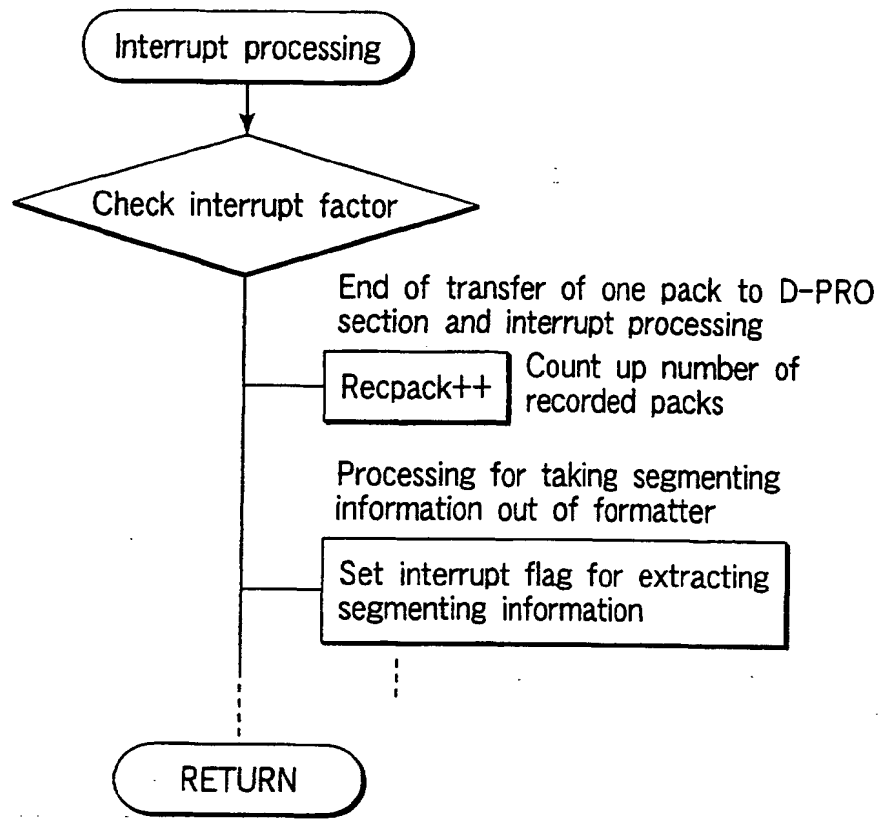 Interrupt processing
Check interrupt factor
End of transfer of one pack to D-PRO
section and interrupt processing
Recpack++
Count up number of
recorded packs
Processing for taking segmenting
information out of formatter
Set interrupt flag for extracting
segmenting information
RETURN